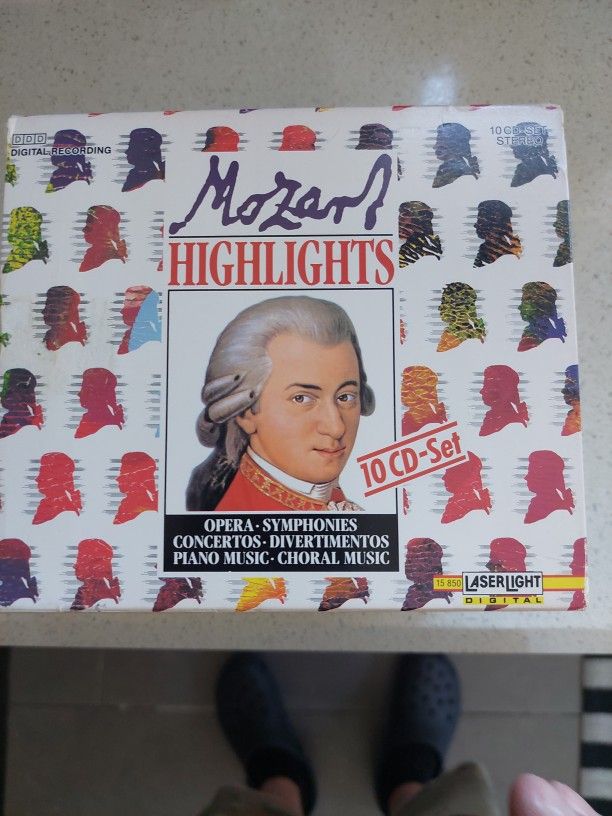 DDD
DIGITAL RECORDING
10 CD-SET
STEREO
Mozart
HIGHLIGHTS
10 CD-Set
OPERA · SYMPHONIES
CONCERTOS · DIVERTIMENTOS
PIANO MUSIC · CHORAL MUSIC
15 850 LASERLIGHT
DIGITAL